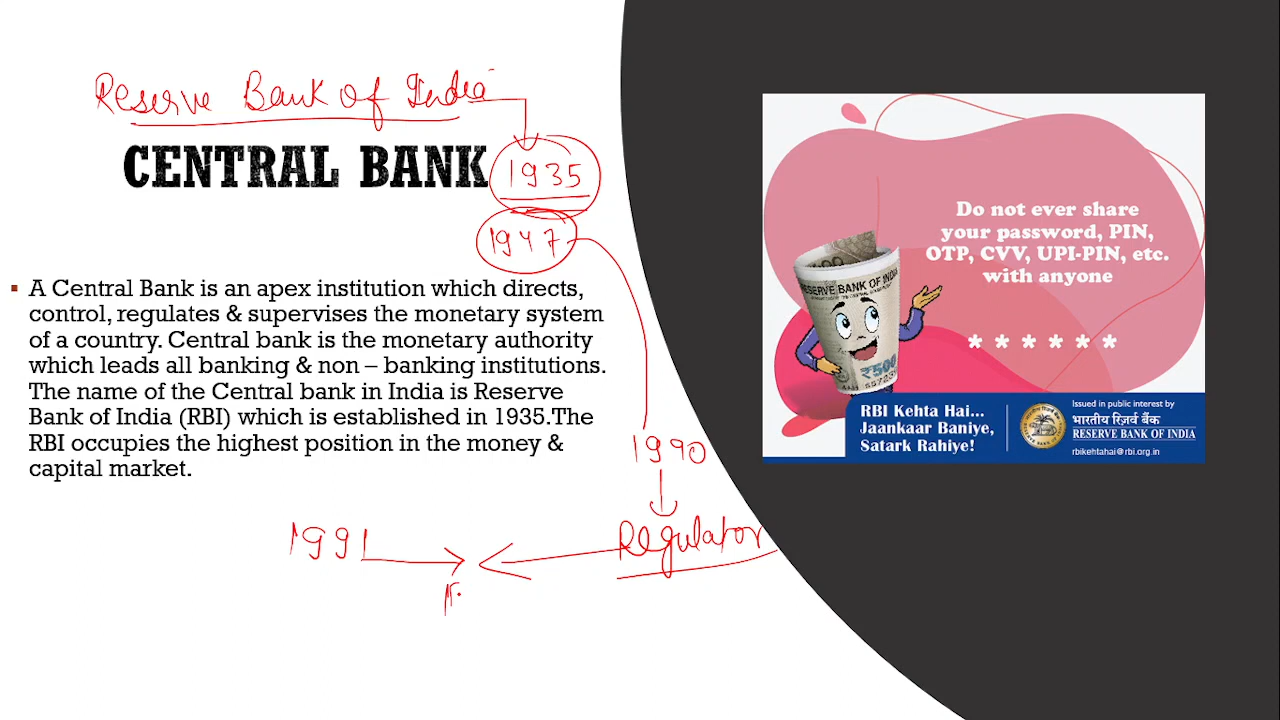 Reserve Bank of India
CENTRAL BANK
1935
1947
▪ A Central Bank is an apex institution which directs,
control, regulates & supervises the monetary system
of a country. Central bank is the monetary authority
which leads all banking & non – banking institutions.
The name of the Central bank in India is Reserve
Bank of India (RBI) which is established in 1935.The
RBI occupies the highest position in the money &
capital market.
1990
Regulator
1991
Do not ever share
your password, PIN,
OTP, CVV, UPI-PIN, etc.
with anyone
* * * * * *
RESERVE BANK OF INDIA
₹500
RBI Kehta Hai...
Jaankaar Baniye,
Satark Rahiye!
Issued in public interest by
भारतीय रिज़र्व बैंक
RESERVE BANK OF INDIA
rbikehtahai@rbi.org.in